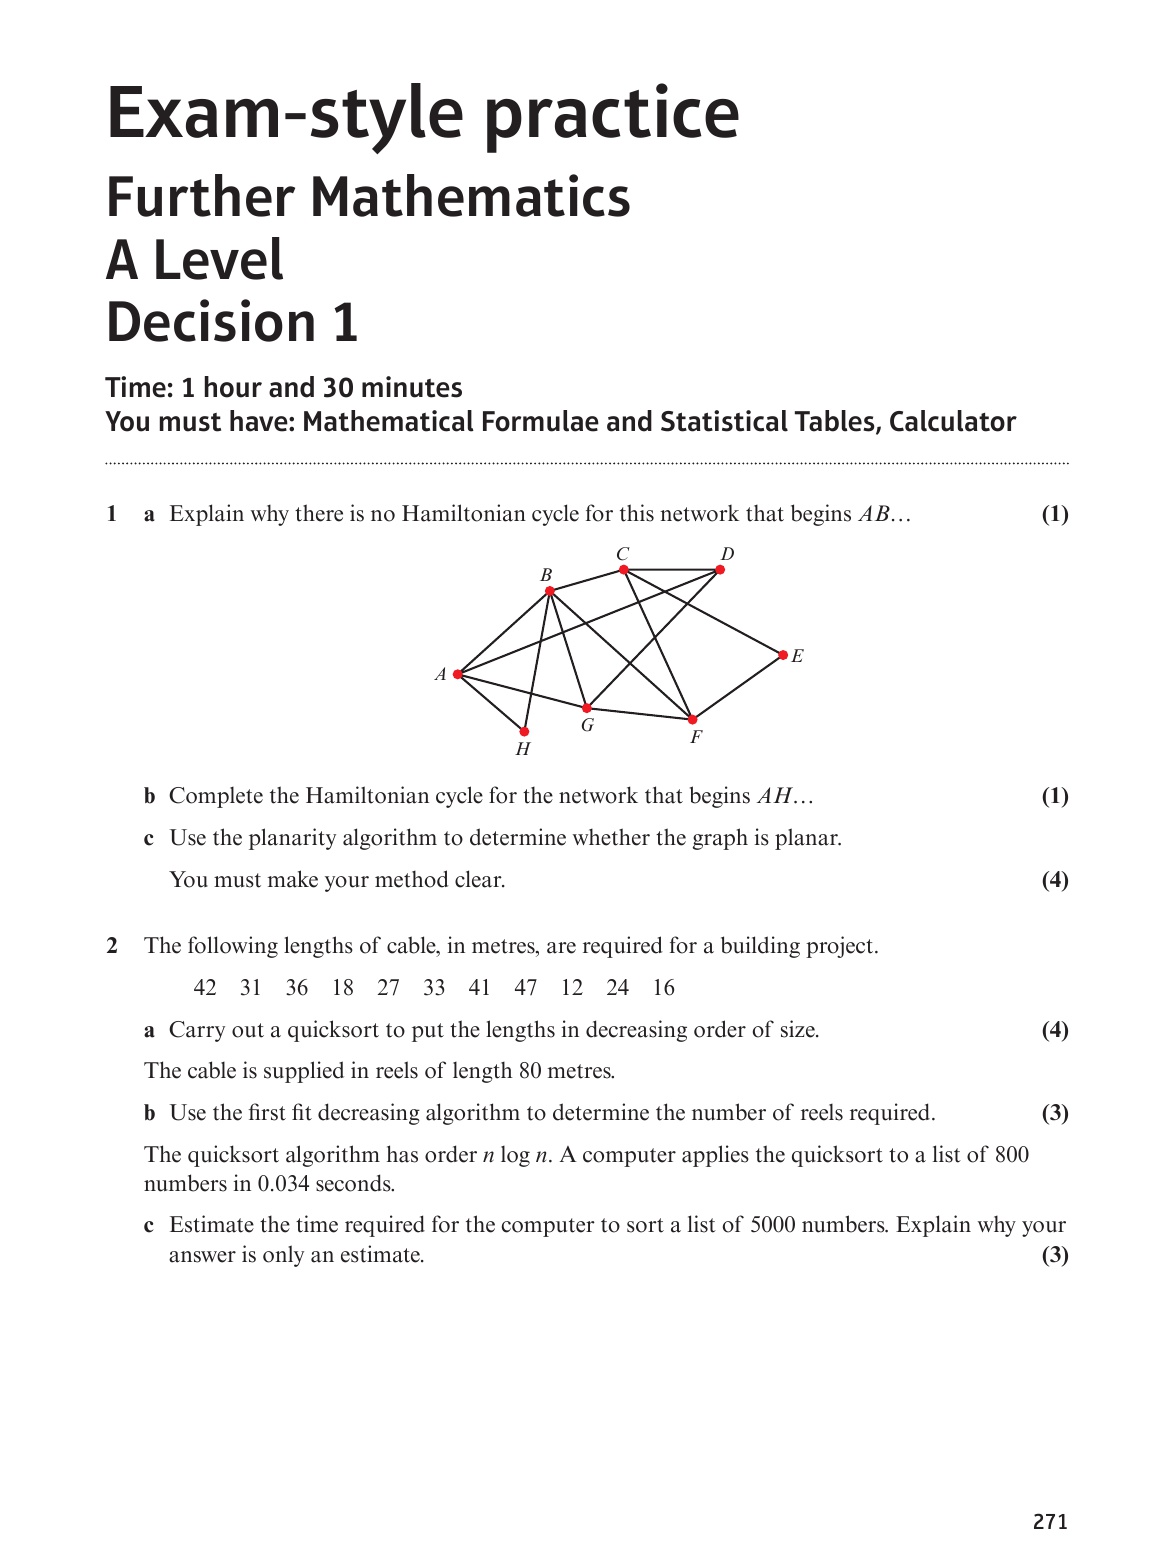 Exam-style practice
Further Mathematics
A Level
Decision 1
Time: 1 hour and 30 minutes
You must have: Mathematical Formulae and Statistical Tables, Calculator
1 a Explain why there is no Hamiltonian cycle for this network that begins AB… (1)
C D
B
A
E
G
F
H
b Complete the Hamiltonian cycle for the network that begins AH… (1)
c Use the planarity algorithm to determine whether the graph is planar.
You must make your method clear. (4)
2 The following lengths of cable, in metres, are required for a building project.
42 31 36 18 27 33 41 47 12 24 16
a Carry out a quicksort to put the lengths in decreasing order of size. (4)
The cable is supplied in reels of length 80 metres.
b Use the first fit decreasing algorithm to determine the number of reels required. (3)
The quicksort algorithm has order n log n. A computer applies the quicksort to a list of 800
numbers in 0.034 seconds.
c Estimate the time required for the computer to sort a list of 5000 numbers. Explain why your
answer is only an estimate. (3)
271